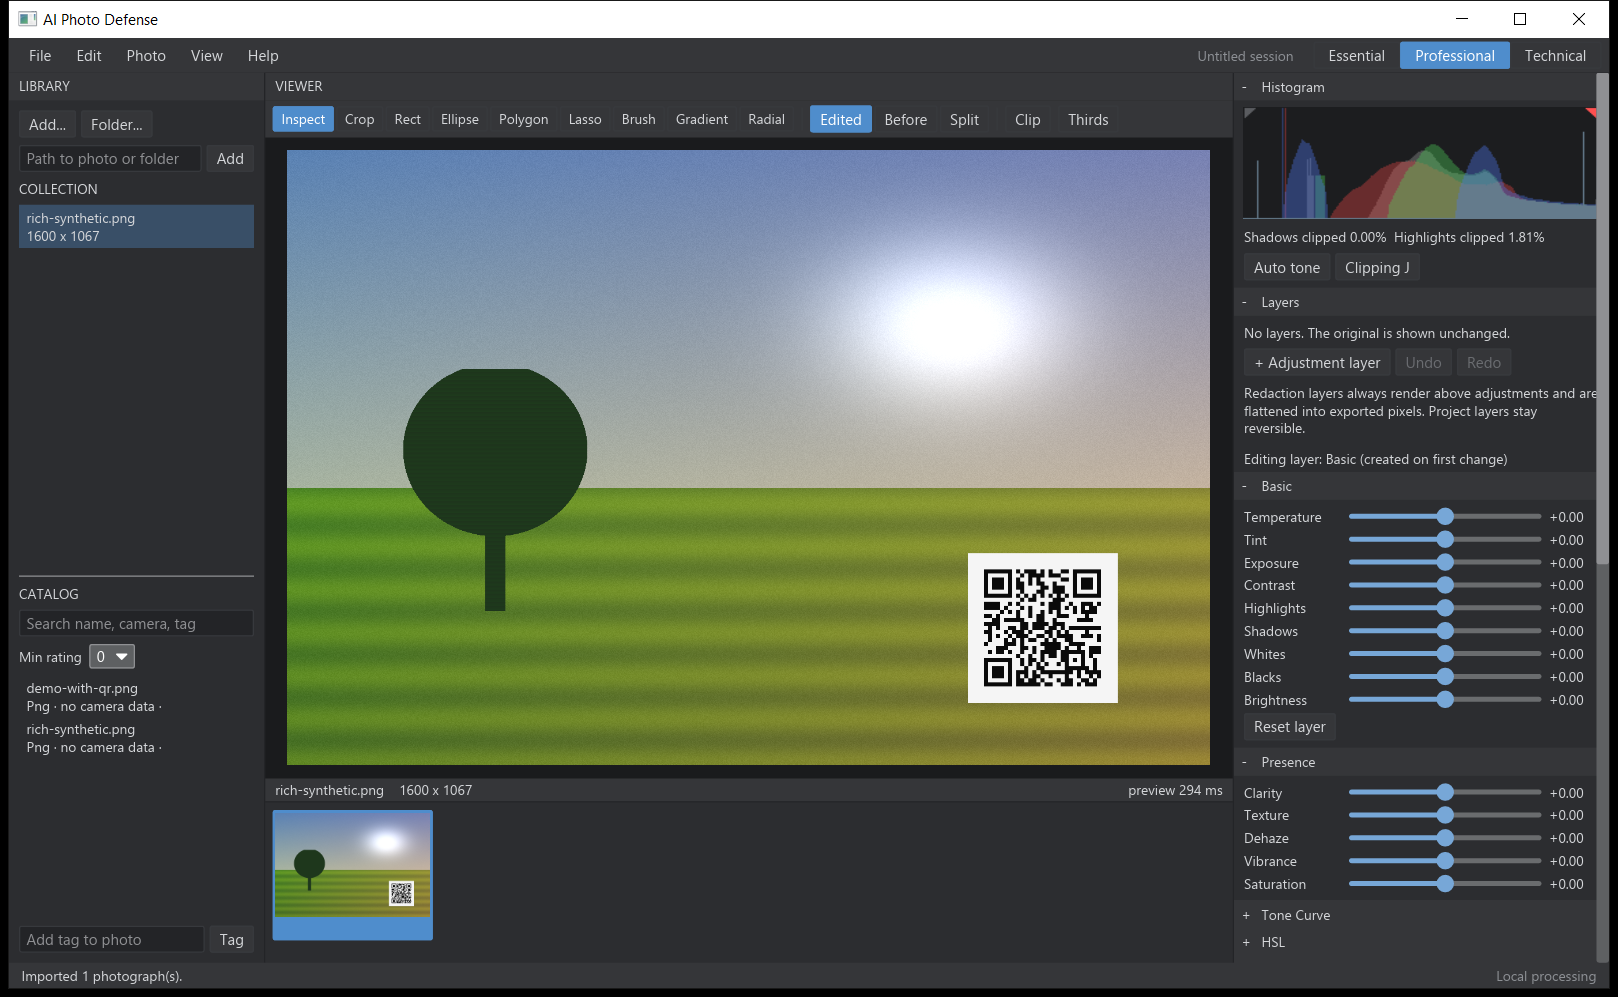 AI Photo Defense
File Edit Photo View Help
Untitled session Essential Professional Technical
LIBRARY
Add... Folder...
Path to photo or folder Add
COLLECTION
rich-synthetic.png
1600 x 1067
CATALOG
Search name, camera, tag
Min rating 0
demo-with-qr.png
Png · no camera data ·
rich-synthetic.png
Png · no camera data ·
Add tag to photo Tag
VIEWER
Inspect Crop Rect Ellipse Polygon Lasso Brush Gradient Radial Edited Before Split Clip Thirds
rich-synthetic.png 1600 x 1067 preview 294 ms
- Histogram
Shadows clipped 0.00% Highlights clipped 1.81%
Auto tone Clipping J
- Layers
No layers. The original is shown unchanged.
+ Adjustment layer Undo Redo
Redaction layers always render above adjustments and are
flattened into exported pixels. Project layers stay
reversible.
Editing layer: Basic (created on first change)
- Basic
Temperature +0.00
Tint +0.00
Exposure +0.00
Contrast +0.00
Highlights +0.00
Shadows +0.00
Whites +0.00
Blacks +0.00
Brightness +0.00
Reset layer
- Presence
Clarity +0.00
Texture +0.00
Dehaze +0.00
Vibrance +0.00
Saturation +0.00
+ Tone Curve
+ HSL
Imported 1 photograph(s). Local processing